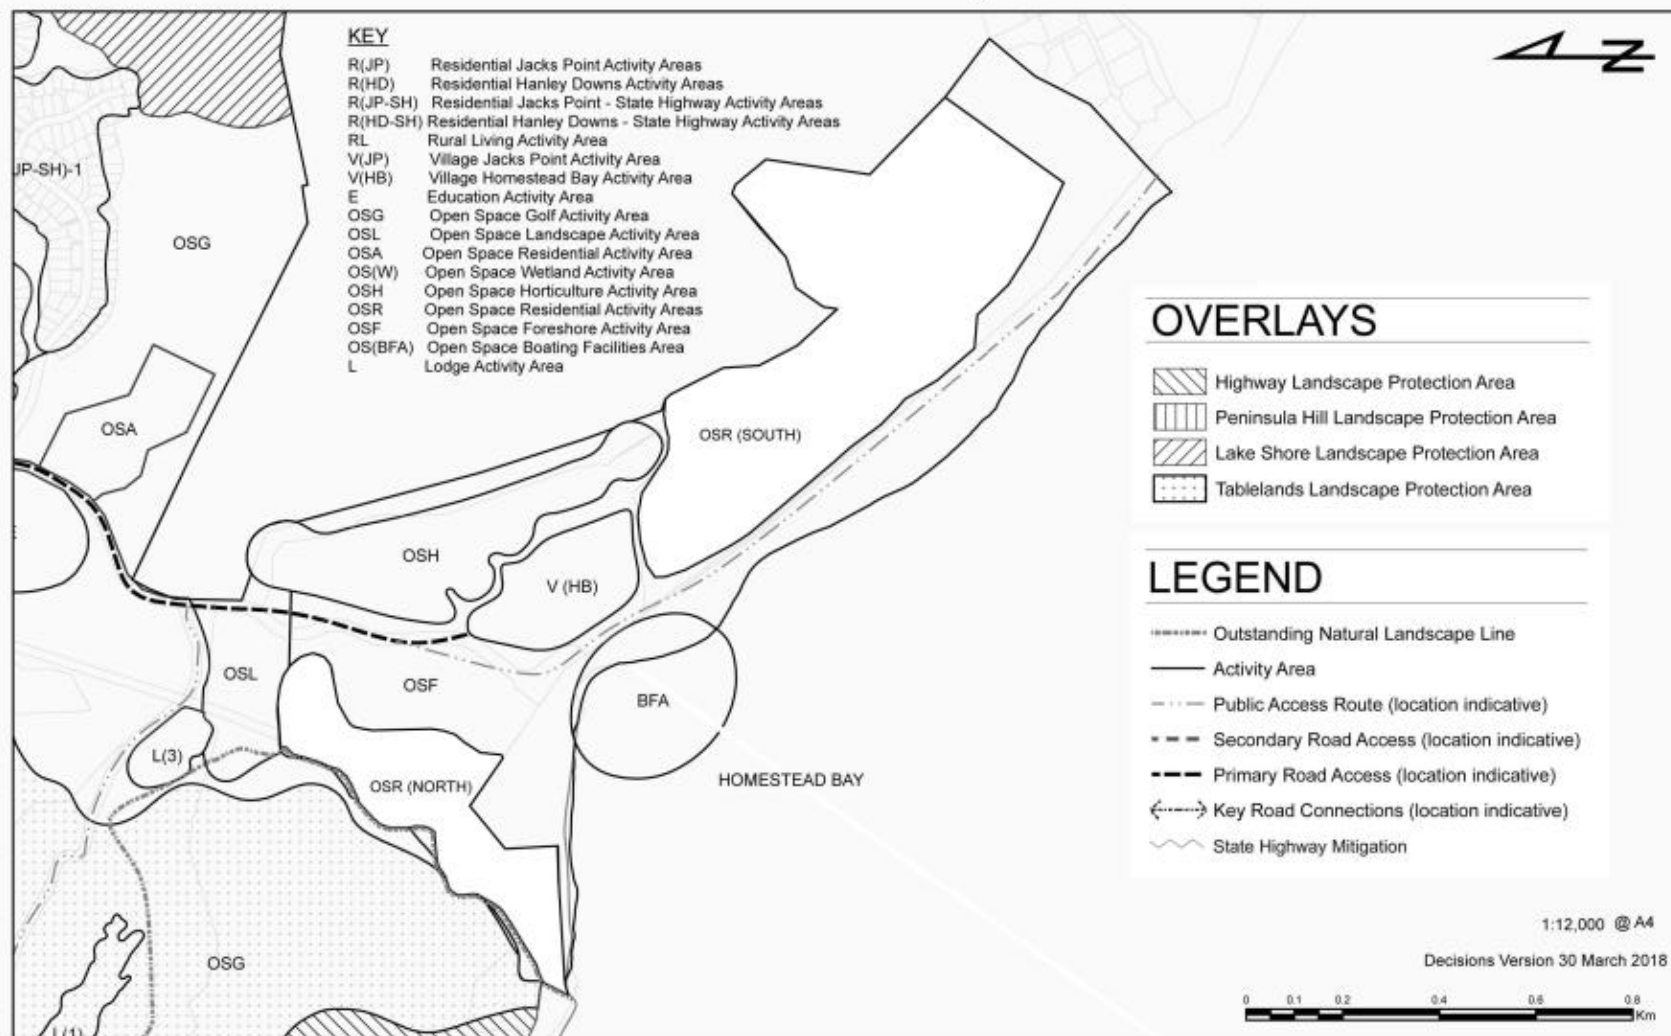 KEY
R(JP) Residential Jacks Point Activity Areas
R(HD) Residential Hanley Downs Activity Areas
R(JP-SH) Residential Jacks Point - State Highway Activity Areas
R(HD-SH) Residential Hanley Downs - State Highway Activity Areas
RL Rural Living Activity Area
V(JP) Village Jacks Point Activity Area
V(HB) Village Homestead Bay Activity Area
E Education Activity Area
OSG Open Space Golf Activity Area
OSL Open Space Landscape Activity Area
OSA Open Space Residential Activity Area
OS(W) Open Space Wetland Activity Area
OSH Open Space Horticulture Activity Area
OSR Open Space Residential Activity Areas
OSF Open Space Foreshore Activity Area
OS(BFA) Open Space Boating Facilities Area
L Lodge Activity Area
JP-SH)-1
OSG
OSA
OSR (SOUTH)
OSH
V (HB)
OSL
OSF
BFA
L(3)
OSR (NORTH)
HOMESTEAD BAY
OSG
L(1)
Z
OVERLAYS
Highway Landscape Protection Area
Peninsula Hill Landscape Protection Area
Lake Shore Landscape Protection Area
Tablelands Landscape Protection Area
LEGEND
Outstanding Natural Landscape Line
Activity Area
Public Access Route (location indicative)
Secondary Road Access (location indicative)
Primary Road Access (location indicative)
Key Road Connections (location indicative)
State Highway Mitigation
1:12,000 @ A4
Decisions Version 30 March 2018
0 0.1 0.2 0.4 0.6 0.8
Km